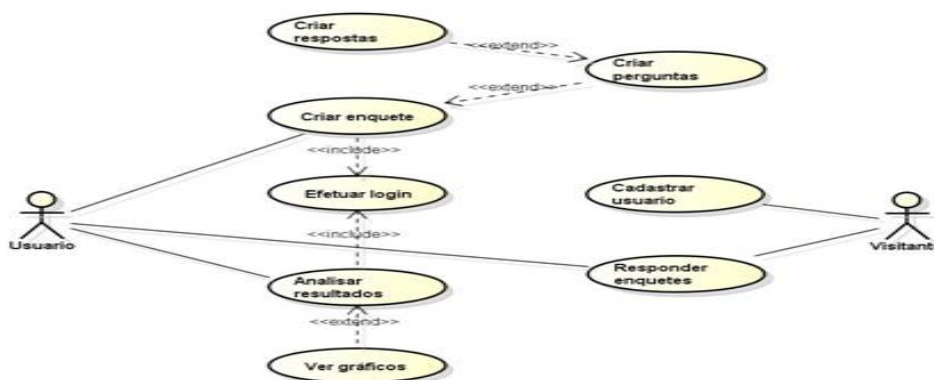 Criar
respostas
<<extend>>
Criar
perguntas
<<extend>>
Criar enquete
<<include>>
Efetuar login
Cadastrar
usuario
Usuario
Visitant
<<include>>
Analisar
resultados
Responder
enquetes
<<extend>>
Ver gráficos